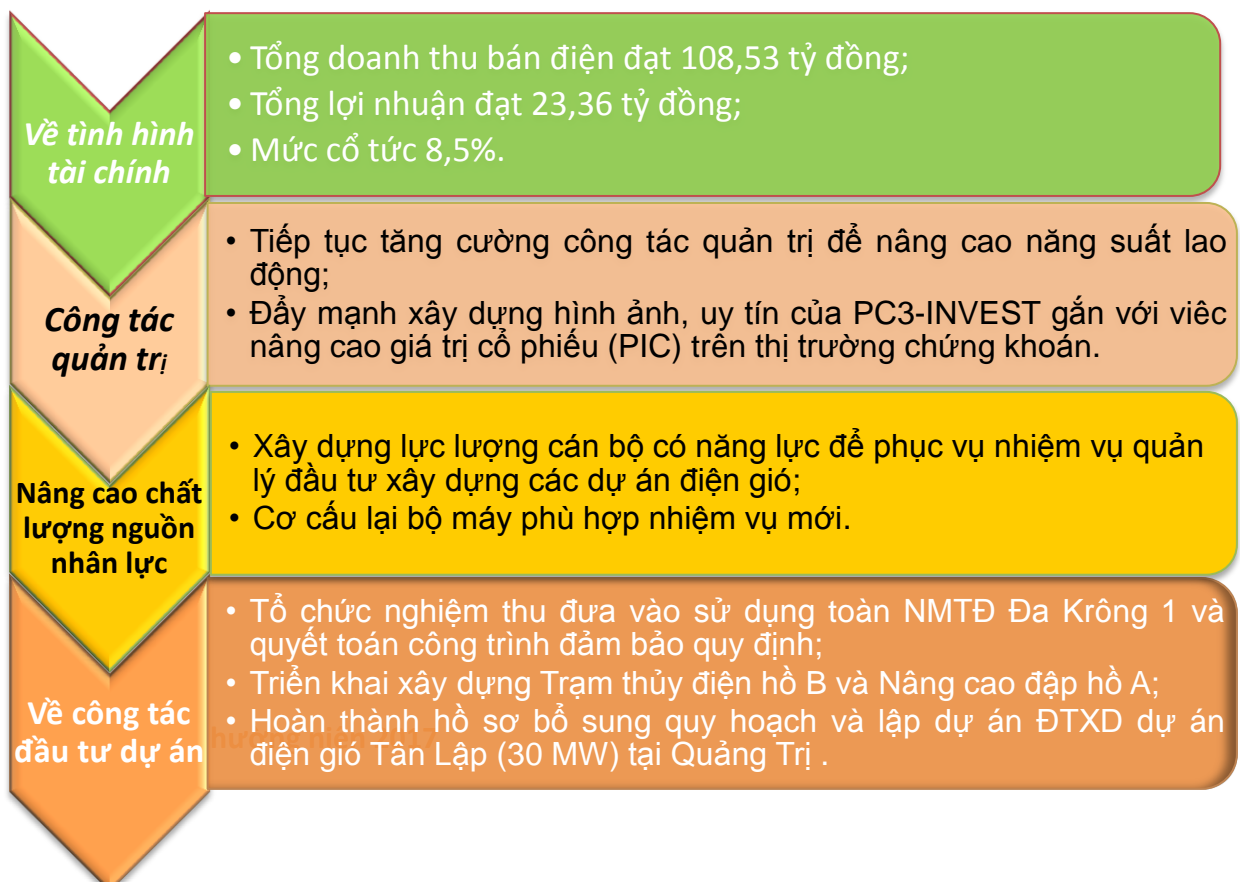 Về tình hình
tài chính
• Tổng doanh thu bán điện đạt 108,53 tỷ đồng;
• Tổng lợi nhuận đạt 23,36 tỷ đồng;
• Mức cổ tức 8,5%.
Công tác
quản trị
• Tiếp tục tăng cường công tác quản trị để nâng cao năng suất lao
động;
• Đẩy mạnh xây dựng hình ảnh, uy tín của PC3-INVEST gắn với viêc
nâng cao giá trị cổ phiếu (PIC) trên thị trường chứng khoán.
Nâng cao chất
lượng nguồn
nhân lực
• Xây dựng lực lượng cán bộ có năng lực để phục vụ nhiệm vụ quản
lý đầu tư xây dựng các dự án điện gió;
• Cơ cấu lại bộ máy phù hợp nhiệm vụ mới.
Về công tác
đầu tư dự án
• Tổ chức nghiệm thu đưa vào sử dụng toàn NMTĐ Đa Krông 1 và
quyết toán công trình đảm bảo quy định;
• Triển khai xây dựng Trạm thủy điện hồ B và Nâng cao đập hồ A;
• Hoàn thành hồ sơ bổ sung quy hoạch và lập dự án ĐTXD dự án
điện gió Tân Lập (30 MW) tại Quảng Trị .
hường niên 2017